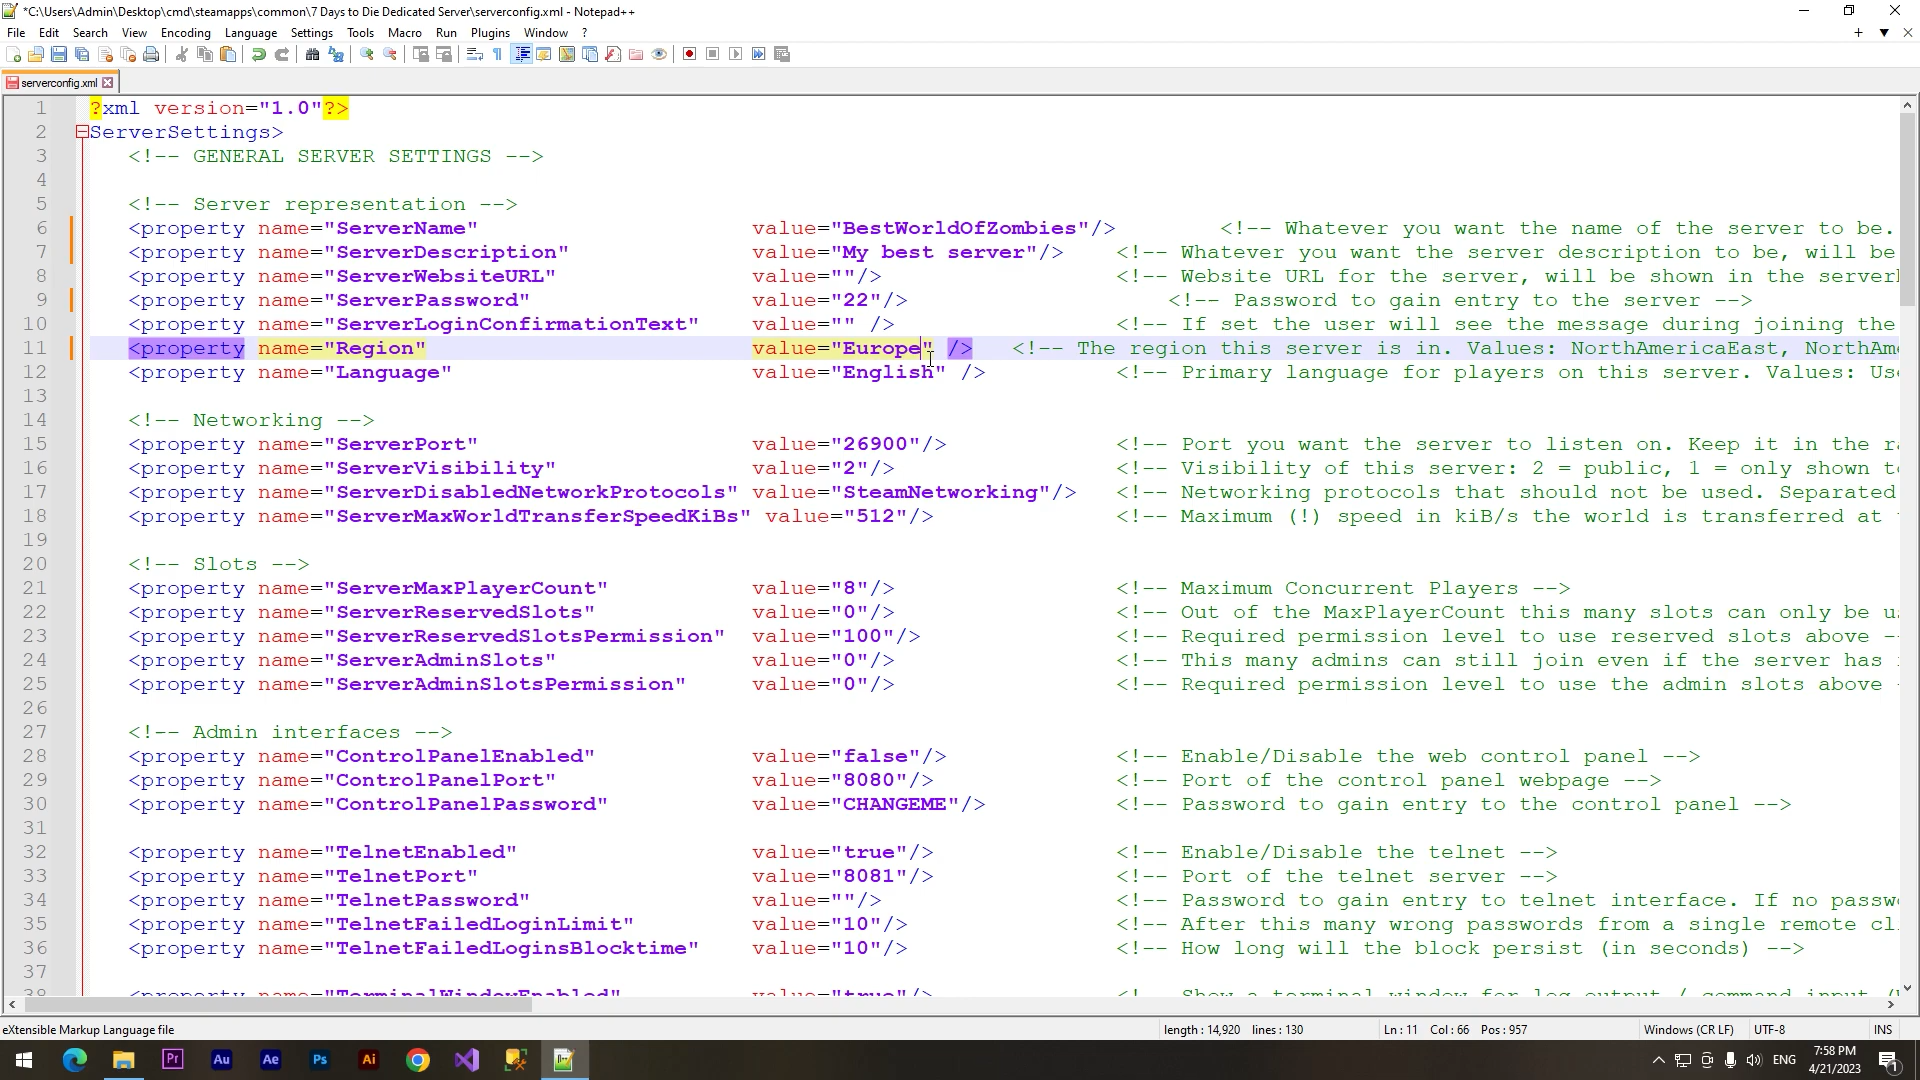 *C:\Users\Admin\Desktop\cmd\steamapps\common\7 Days to Die Dedicated Server\serverconfig.xml - Notepad++
File Edit Search View Encoding Language Settings Tools Macro Run Plugins Window ?
serverconfig.xml
1 ?xml version="1.0"?>
2 ServerSettings>
3 <!-- GENERAL SERVER SETTINGS -->
4
5 <!-- Server representation -->
6 <property name="ServerName" value="BestWorldOfZombies"/> <!-- Whatever you want the name of the server to be.
7 <property name="ServerDescription" value="My best server"/> <!-- Whatever you want the server description to be, will be
8 <property name="ServerWebsiteURL" value=""/> <!-- Website URL for the server, will be shown in the server
9 <property name="ServerPassword" value="22"/> <!-- Password to gain entry to the server -->
10 <property name="ServerLoginConfirmationText" value="" /> <!-- If set the user will see the message during joining the
11 <property name="Region" value="Europe" /> <!-- The region this server is in. Values: NorthAmericaEast, NorthAm
12 <property name="Language" value="English" /> <!-- Primary language for players on this server. Values: Us
13
14 <!-- Networking -->
15 <property name="ServerPort" value="26900"/> <!-- Port you want the server to listen on. Keep it in the r
16 <property name="ServerVisibility" value="2"/> <!-- Visibility of this server: 2 = public, 1 = only shown t
17 <property name="ServerDisabledNetworkProtocols" value="SteamNetworking"/> <!-- Networking protocols that should not be used. Separated
18 <property name="ServerMaxWorldTransferSpeedKiBs" value="512"/> <!-- Maximum (!) speed in kiB/s the world is transferred at
19
20 <!-- Slots -->
21 <property name="ServerMaxPlayerCount" value="8"/> <!-- Maximum Concurrent Players -->
22 <property name="ServerReservedSlots" value="0"/> <!-- Out of the MaxPlayerCount this many slots can only be u
23 <property name="ServerReservedSlotsPermission" value="100"/> <!-- Required permission level to use reserved slots above -
24 <property name="ServerAdminSlots" value="0"/> <!-- This many admins can still join even if the server has
25 <property name="ServerAdminSlotsPermission" value="0"/> <!-- Required permission level to use the admin slots above
26
27 <!-- Admin interfaces -->
28 <property name="ControlPanelEnabled" value="false"/> <!-- Enable/Disable the web control panel -->
29 <property name="ControlPanelPort" value="8080"/> <!-- Port of the control panel webpage -->
30 <property name="ControlPanelPassword" value="CHANGEME"/> <!-- Password to gain entry to the control panel -->
31
32 <property name="TelnetEnabled" value="true"/> <!-- Enable/Disable the telnet -->
33 <property name="TelnetPort" value="8081"/> <!-- Port of the telnet server -->
34 <property name="TelnetPassword" value=""/> <!-- Password to gain entry to telnet interface. If no passw
35 <property name="TelnetFailedLoginLimit" value="10"/> <!-- After this many wrong passwords from a single remote cl
36 <property name="TelnetFailedLoginsBlocktime" value="10"/> <!-- How long will the block persist (in seconds) -->
37
38 <property name="TerminalWindowEnabled" value="true"/> <!-- Show a terminal window for log output / command input (
eXtensible Markup Language file length : 14,920 lines : 130 Ln : 11 Col : 66 Pos : 957 Windows (CR LF) UTF-8 INS
Pr Au Ae Ps Ai ENG 7:58 PM
4/21/2023 1